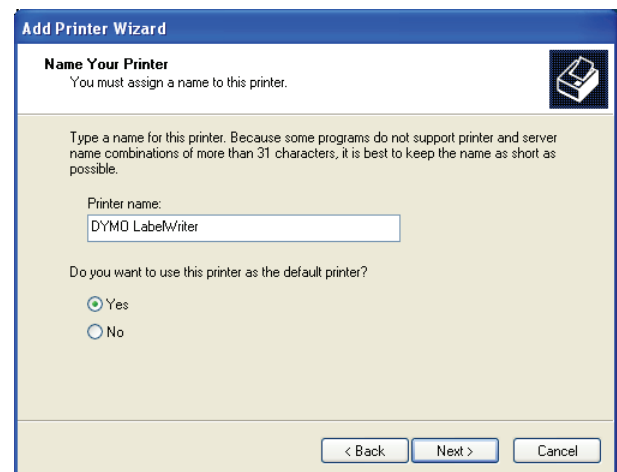 Add Printer Wizard
Name Your Printer
You must assign a name to this printer.
Type a name for this printer. Because some programs do not support printer and server
name combinations of more than 31 characters, it is best to keep the name as short as
possible.
Printer name:
DYMO LabelWriter
Do you want to use this printer as the default printer?
Yes
No
< Back
Next >
Cancel